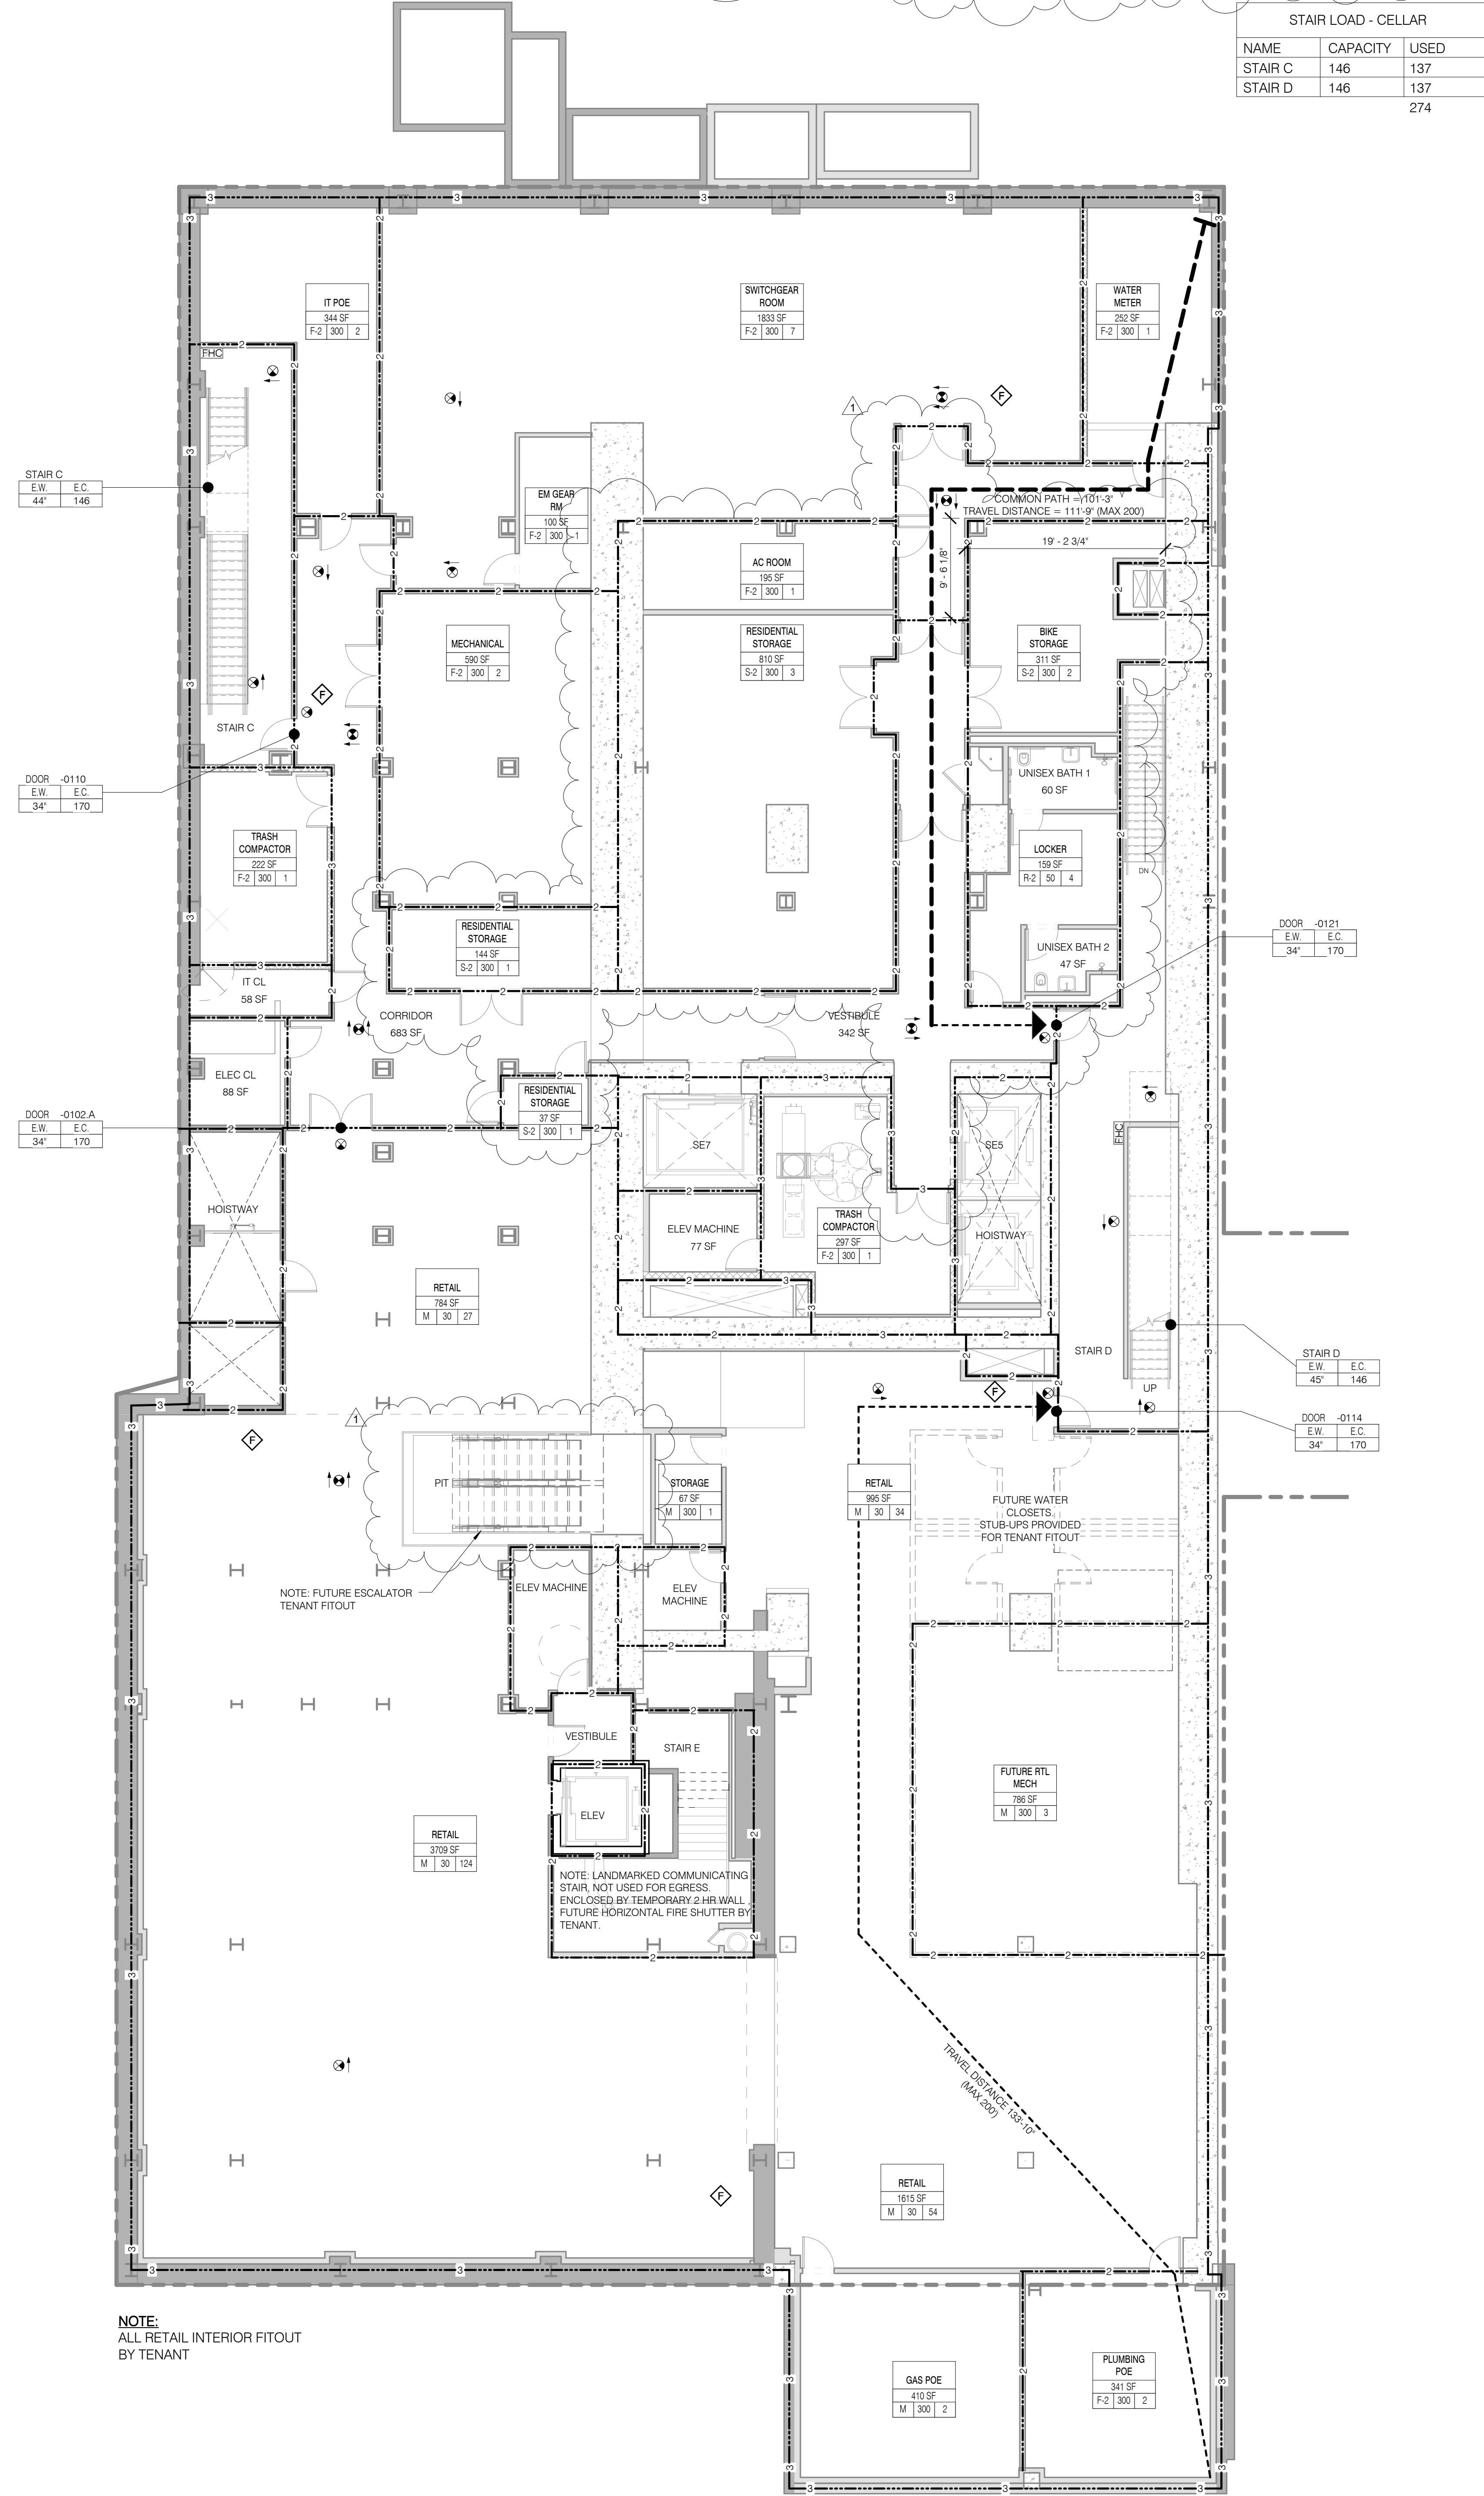 STAIR LOAD - CELLAR
NAME CAPACITY USED
STAIR C 146 137
STAIR D 146 137
274
IT POE
344 SF
F-2 300 2
SWITCHGEAR
ROOM
1833 SF
F-2 300 7
WATER
METER
252 SF
F-2 300 1
FHC
F
1
STAIR C
E.W. E.C.
44" 146
EM GEAR
RM
100 SF
F-2 300 1
COMMON PATH = 101'-3"
TRAVEL DISTANCE = 111'-9" (MAX 200')
19' - 2 3/4"
9' - 6 1/8"
AC ROOM
195 SF
F-2 300 1
MECHANICAL
590 SF
F-2 300 2
RESIDENTIAL
STORAGE
810 SF
S-2 300 3
BIKE
STORAGE
311 SF
S-2 300 2
F
STAIR C
DOOR -0110
E.W. E.C.
34" 170
UNISEX BATH 1
60 SF
TRASH
COMPACTOR
222 SF
F-2 300 1
LOCKER
159 SF
R-2 50 4
DN
RESIDENTIAL
STORAGE
144 SF
S-2 300 1
UNISEX BATH 2
47 SF
DOOR -0121
E.W. E.C.
34" 170
IT CL
58 SF
CORRIDOR
683 SF
VESTIBULE
342 SF
ELEC CL
88 SF
RESIDENTIAL
STORAGE
37 SF
S-2 300 1
DOOR -0102.A
E.W. E.C.
34" 170
SE7
SE5
FHC
HOISTWAY
ELEV MACHINE
77 SF
TRASH
COMPACTOR
297 SF
F-2 300 1
HOISTWAY
RETAIL
784 SF
M 30 27
STAIR D
STAIR D
E.W. E.C.
45" 146
UP
F
DOOR -0114
E.W. E.C.
34" 170
1
F
PIT
STORAGE
67 SF
M 300 1
RETAIL
995 SF
M 30 34
FUTURE WATER
CLOSETS.
STUB-UPS PROVIDED
FOR TENANT FITOUT
NOTE: FUTURE ESCALATOR
TENANT FITOUT
ELEV MACHINE
ELEV
MACHINE
VESTIBULE
STAIR E
ELEV
FUTURE RTL
MECH
786 SF
M 300 3
RETAIL
3709 SF
M 30 124
NOTE: LANDMARKED COMMUNICATING
STAIR, NOT USED FOR EGRESS.
ENCLOSED BY TEMPORARY 2 HR WALL,
FUTURE HORIZONTAL FIRE SHUTTER BY
TENANT.
TRAVEL DISTANCE 133'-10"
(MAX 200')
RETAIL
1615 SF
M 30 54
F
NOTE:
ALL RETAIL INTERIOR FITOUT
BY TENANT
GAS POE
410 SF
M 300 2
PLUMBING
POE
341 SF
F-2 300 2